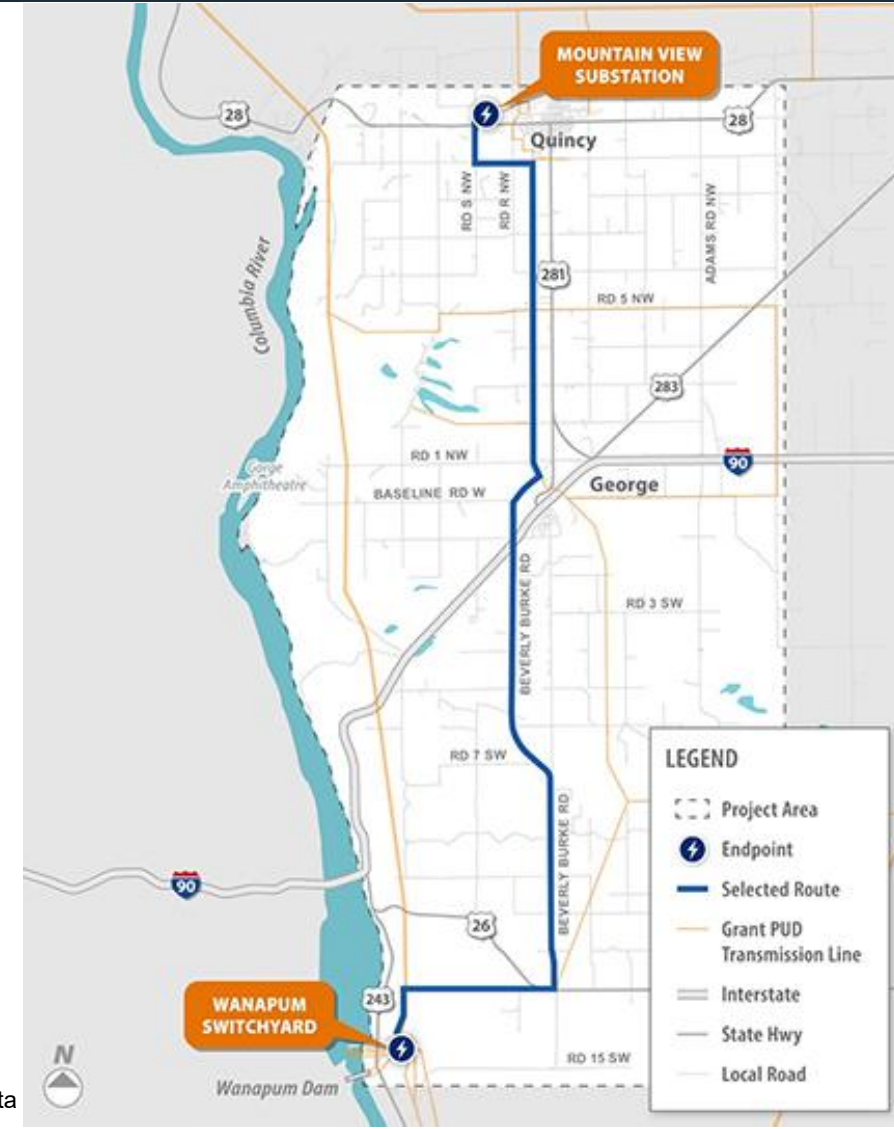 MOUNTAIN VIEW
SUBSTATION
28
28
Quincy
RD S NW
RD R NW
ADAMS RD NW
Columbia River
281
RD 5 NW
283
RD 1 NW
90
Gorge
Amphitheatre
BASELINE RD W
George
BEVERLY BURKE RD
RD 3 SW
RD 7 SW
BEVERLY BURKE RD
90
26
243
WANAPUM
SWITCHYARD
RD 15 SW
N
Wanapum Dam
ta
LEGEND
Project Area
Endpoint
Selected Route
Grant PUD
Transmission Line
Interstate
State Hwy
Local Road